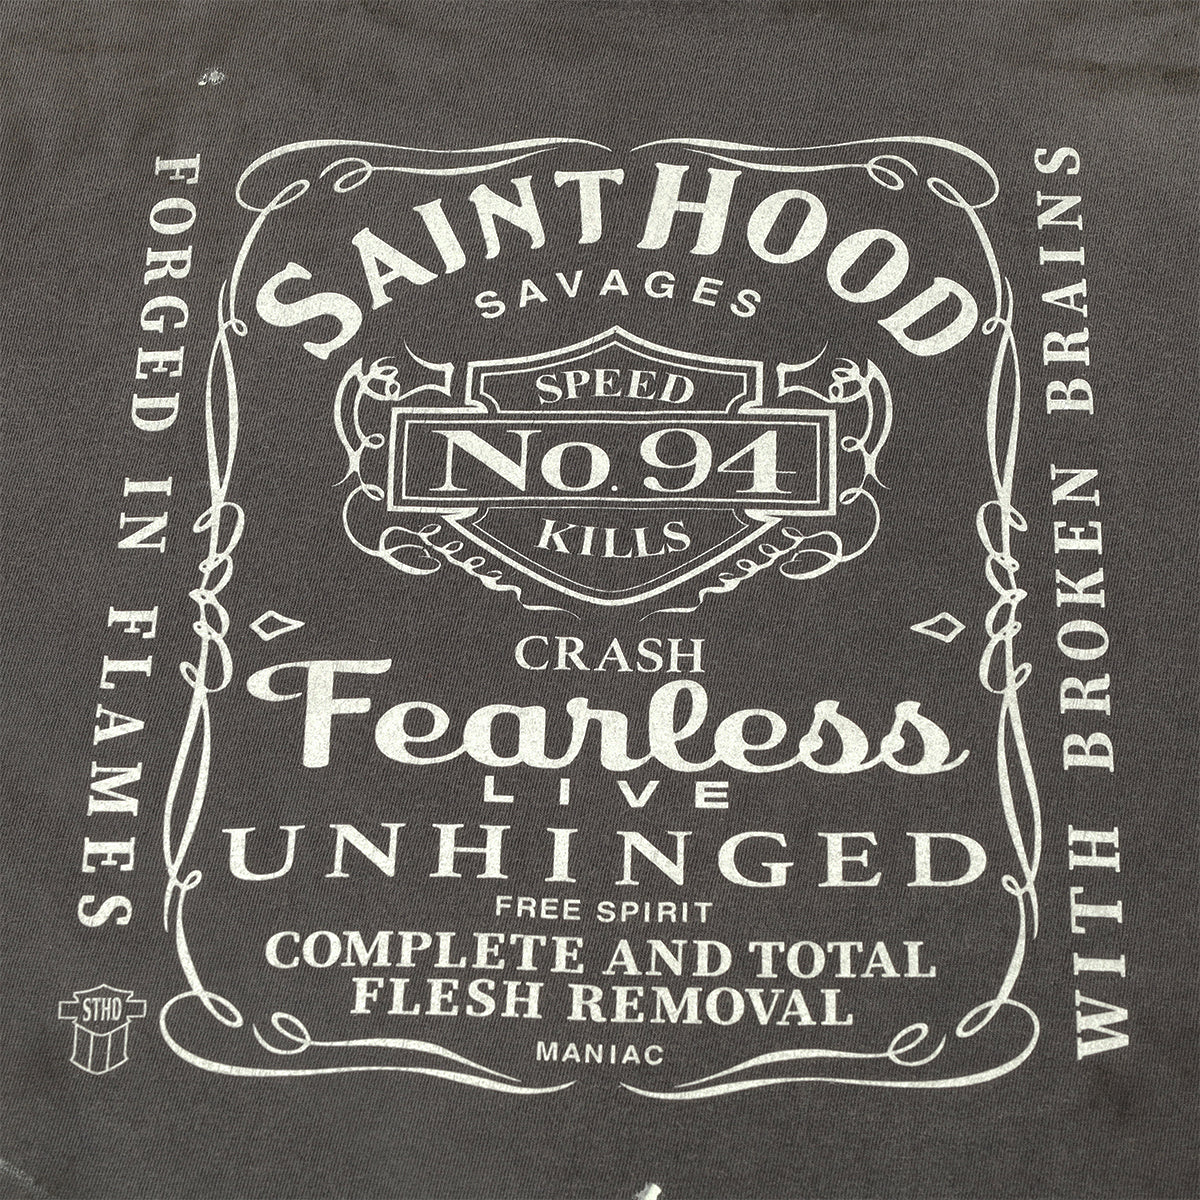 SAINTHOOD
SAVAGES
SPEED
No. 94
KILLS
CRASH
Fearless
LIVE
UNHINGED
FREE SPIRIT
COMPLETE AND TOTAL
FLESH REMOVAL
MANIAC
FORGED IN FLAMES
WITH BROKEN BRAINS
STHD